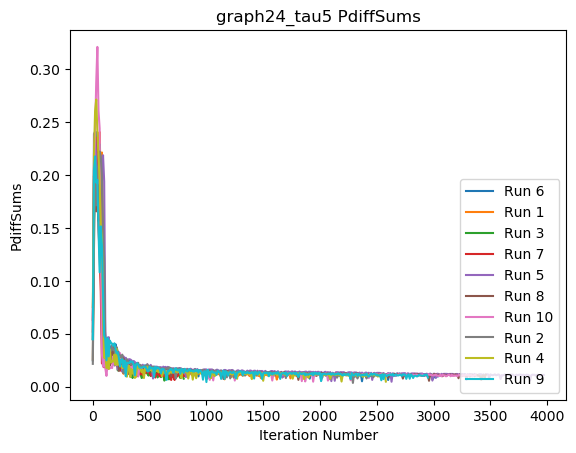 graph24_tau5 PdiffSums
PdiffSums
0.30
0.25
0.20
0.15
0.10
0.05
0.00
Run 6
Run 1
Run 3
Run 7
Run 5
Run 8
Run 10
Run 2
Run 4
Run 9
0 500 1000 1500 2000 2500 3000 3500 4000
Iteration Number